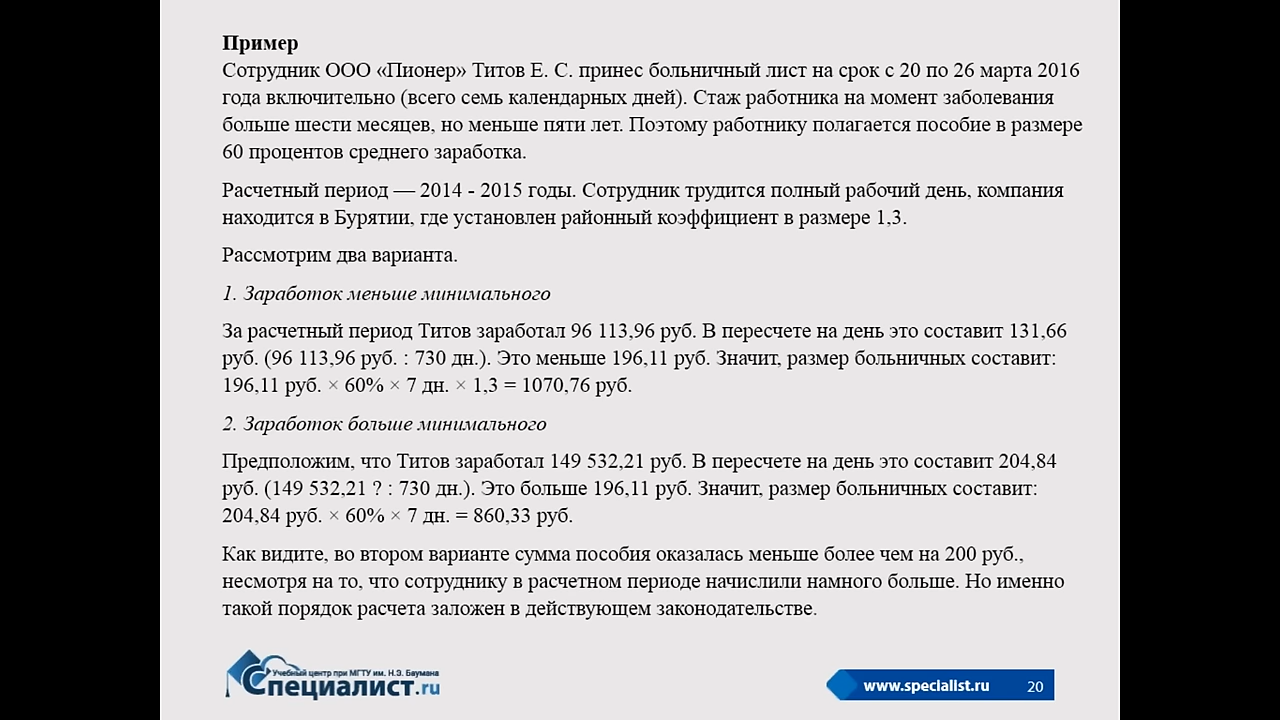 Пример
Сотрудник ООО «Пионер» Титов Е. С. принес больничный лист на срок с 20 по 26 марта 2016
года включительно (всего семь календарных дней). Стаж работника на момент заболевания
больше шести месяцев, но меньше пяти лет. Поэтому работнику полагается пособие в размере
60 процентов среднего заработка.
Расчетный период — 2014 - 2015 годы. Сотрудник трудится полный рабочий день, компания
находится в Бурятии, где установлен районный коэффициент в размере 1,3.
Рассмотрим два варианта.
1. Заработок меньше минимального
За расчетный период Титов заработал 96 113,96 руб. В пересчете на день это составит 131,66
руб. (96 113,96 руб. : 730 дн.). Это меньше 196,11 руб. Значит, размер больничных составит:
196,11 руб. × 60% × 7 дн. × 1,3 = 1070,76 руб.
2. Заработок больше минимального
Предположим, что Титов заработал 149 532,21 руб. В пересчете на день это составит 204,84
руб. (149 532,21 ? : 730 дн.). Это больше 196,11 руб. Значит, размер больничных составит:
204,84 руб. × 60% × 7 дн. = 860,33 руб.
Как видите, во втором варианте сумма пособия оказалась меньше более чем на 200 руб.,
несмотря на то, что сотруднику в расчетном периоде начислили намного больше. Но именно
такой порядок расчета заложен в действующем законодательстве.
Учебный центр при МГТУ им. Н.Э. Баумана
Специалист.ru
www.specialist.ru 20